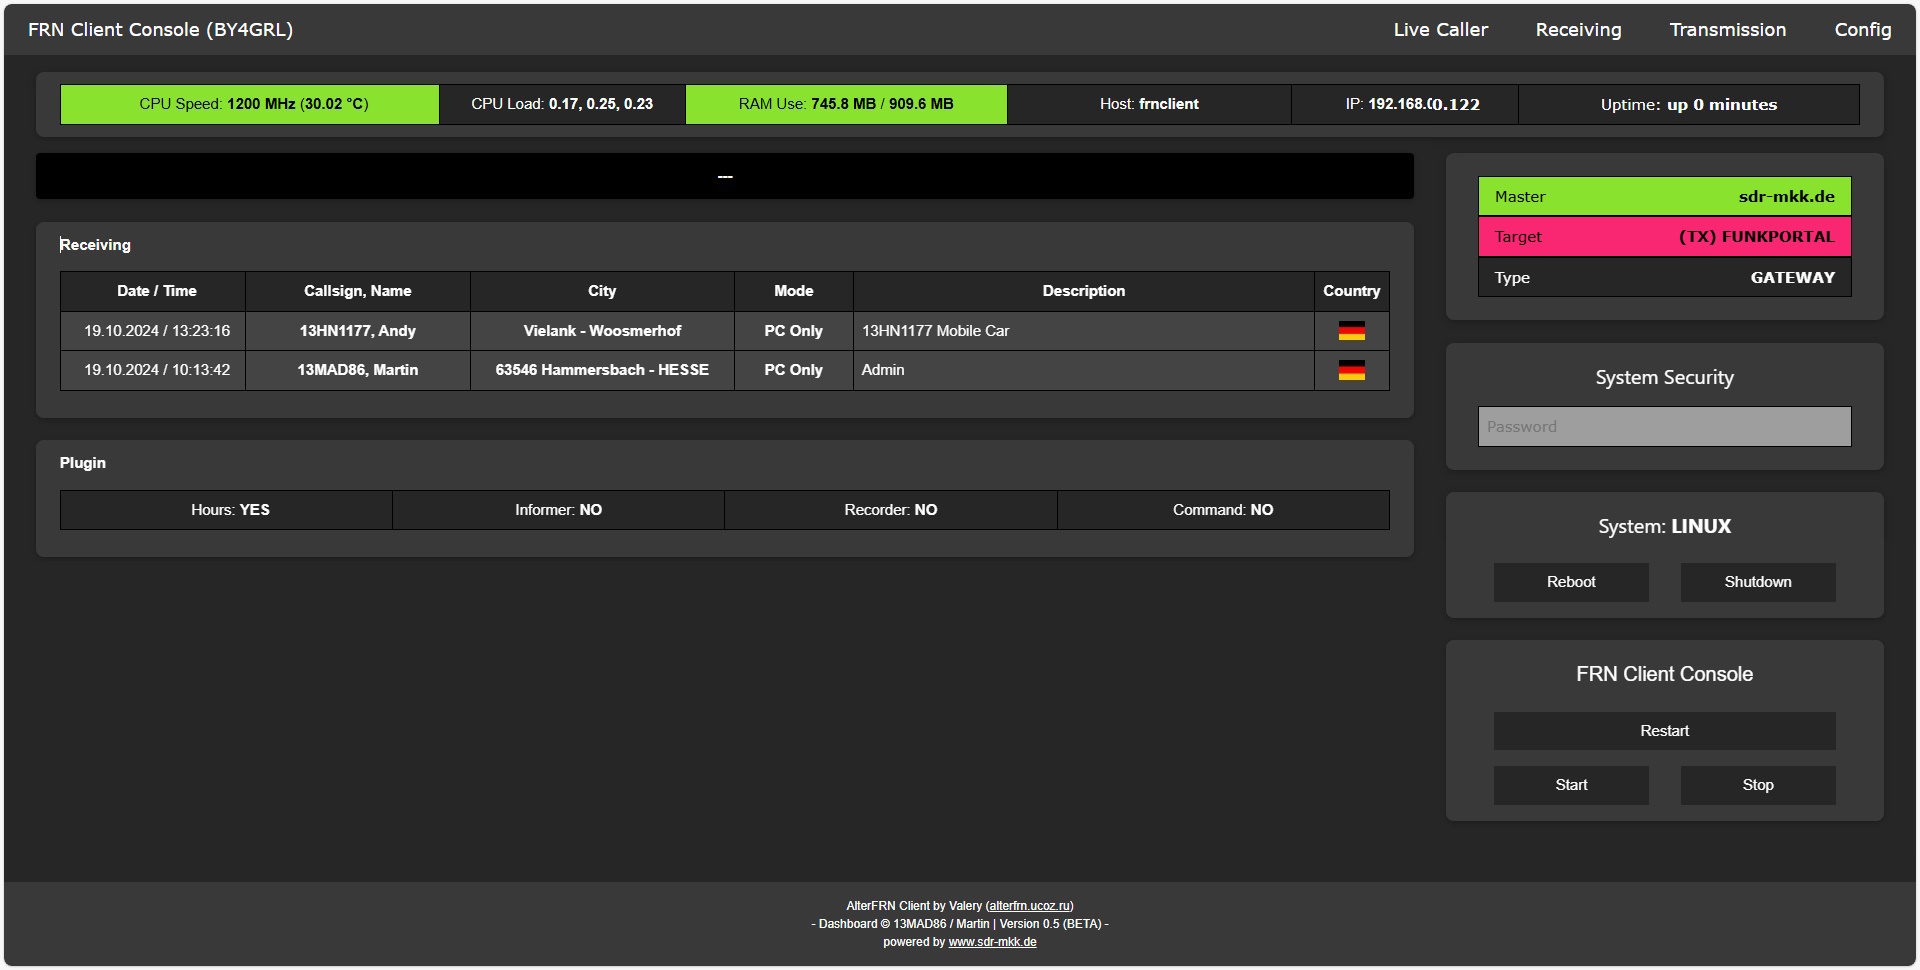 FRN Client Console (BY4GRL) Live Caller Receiving Transmission Config
CPU Speed: 1200 MHz (30.02 °C) CPU Load: 0.17, 0.25, 0.23 RAM Use: 745.8 MB / 909.6 MB Host: frnclient IP: 192.168.0.122 Uptime: up 0 minutes
---
Receiving
Date / Time Callsign, Name City Mode Description Country
19.10.2024 / 13:23:16 13HN1177, Andy Vielank - Woosmerhof PC Only 13HN1177 Mobile Car
19.10.2024 / 10:13:42 13MAD86, Martin 63546 Hammersbach - HESSE PC Only Admin
Plugin
Hours: YES Informer: NO Recorder: NO Command: NO
Master sdr-mkk.de
Target (TX) FUNKPORTAL
Type GATEWAY
System Security
Password
System: LINUX
Reboot Shutdown
FRN Client Console
Restart
Start Stop
AlterFRN Client by Valery (alterfrn.ucoz.ru)
- Dashboard © 13MAD86 / Martin | Version 0.5 (BETA) -
powered by www.sdr-mkk.de